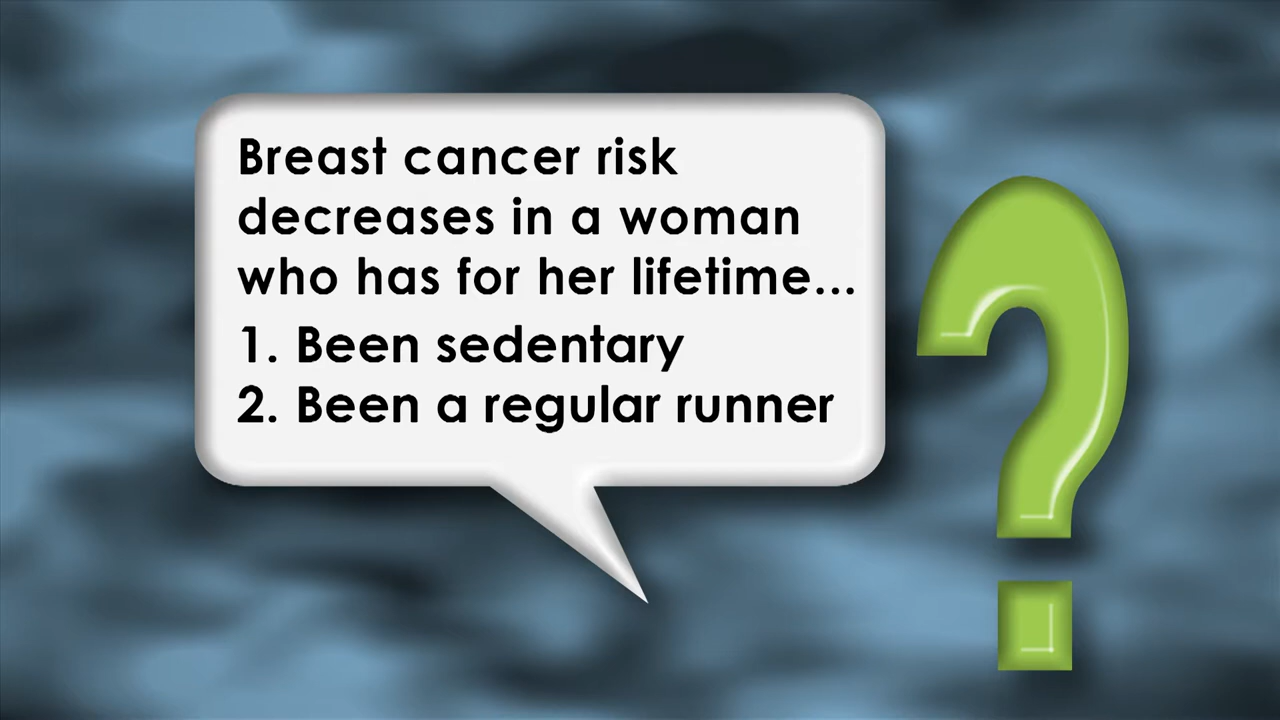 Breast cancer risk
decreases in a woman
who has for her lifetime...
1. Been sedentary
2. Been a regular runner
?